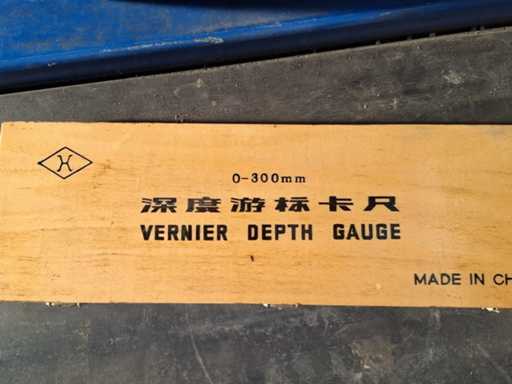 H
0-300mm
深度游标卡尺
VERNIER DEPTH GAUGE
MADE IN CH